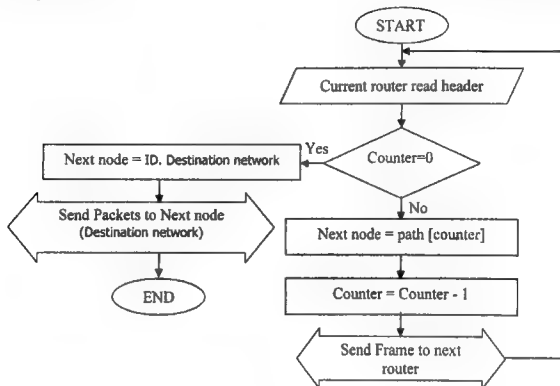 START
Current router read header
Counter=0
Yes
Next node = ID. Destination network
Send Packets to Next node
(Destination network)
END
No
Next node = path [counter]
Counter = Counter - 1
Send Frame to next
router